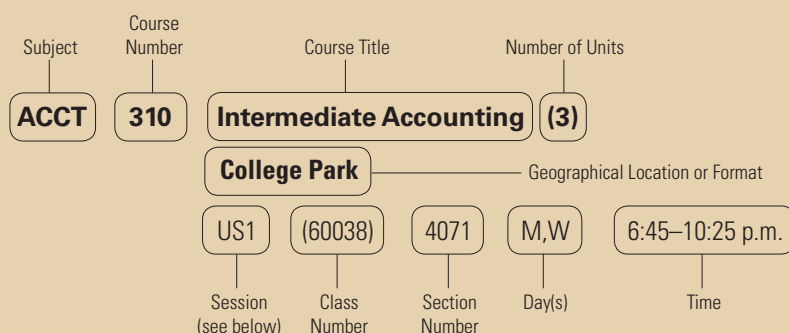 Course
Subject Number Course Title Number of Units
ACCT 310 Intermediate Accounting (3)
College Park Geographical Location or Format
US1 (60038) 4071 M,W 6:45–10:25 p.m.
Session Class Section Day(s) Time
(see below) Number Number